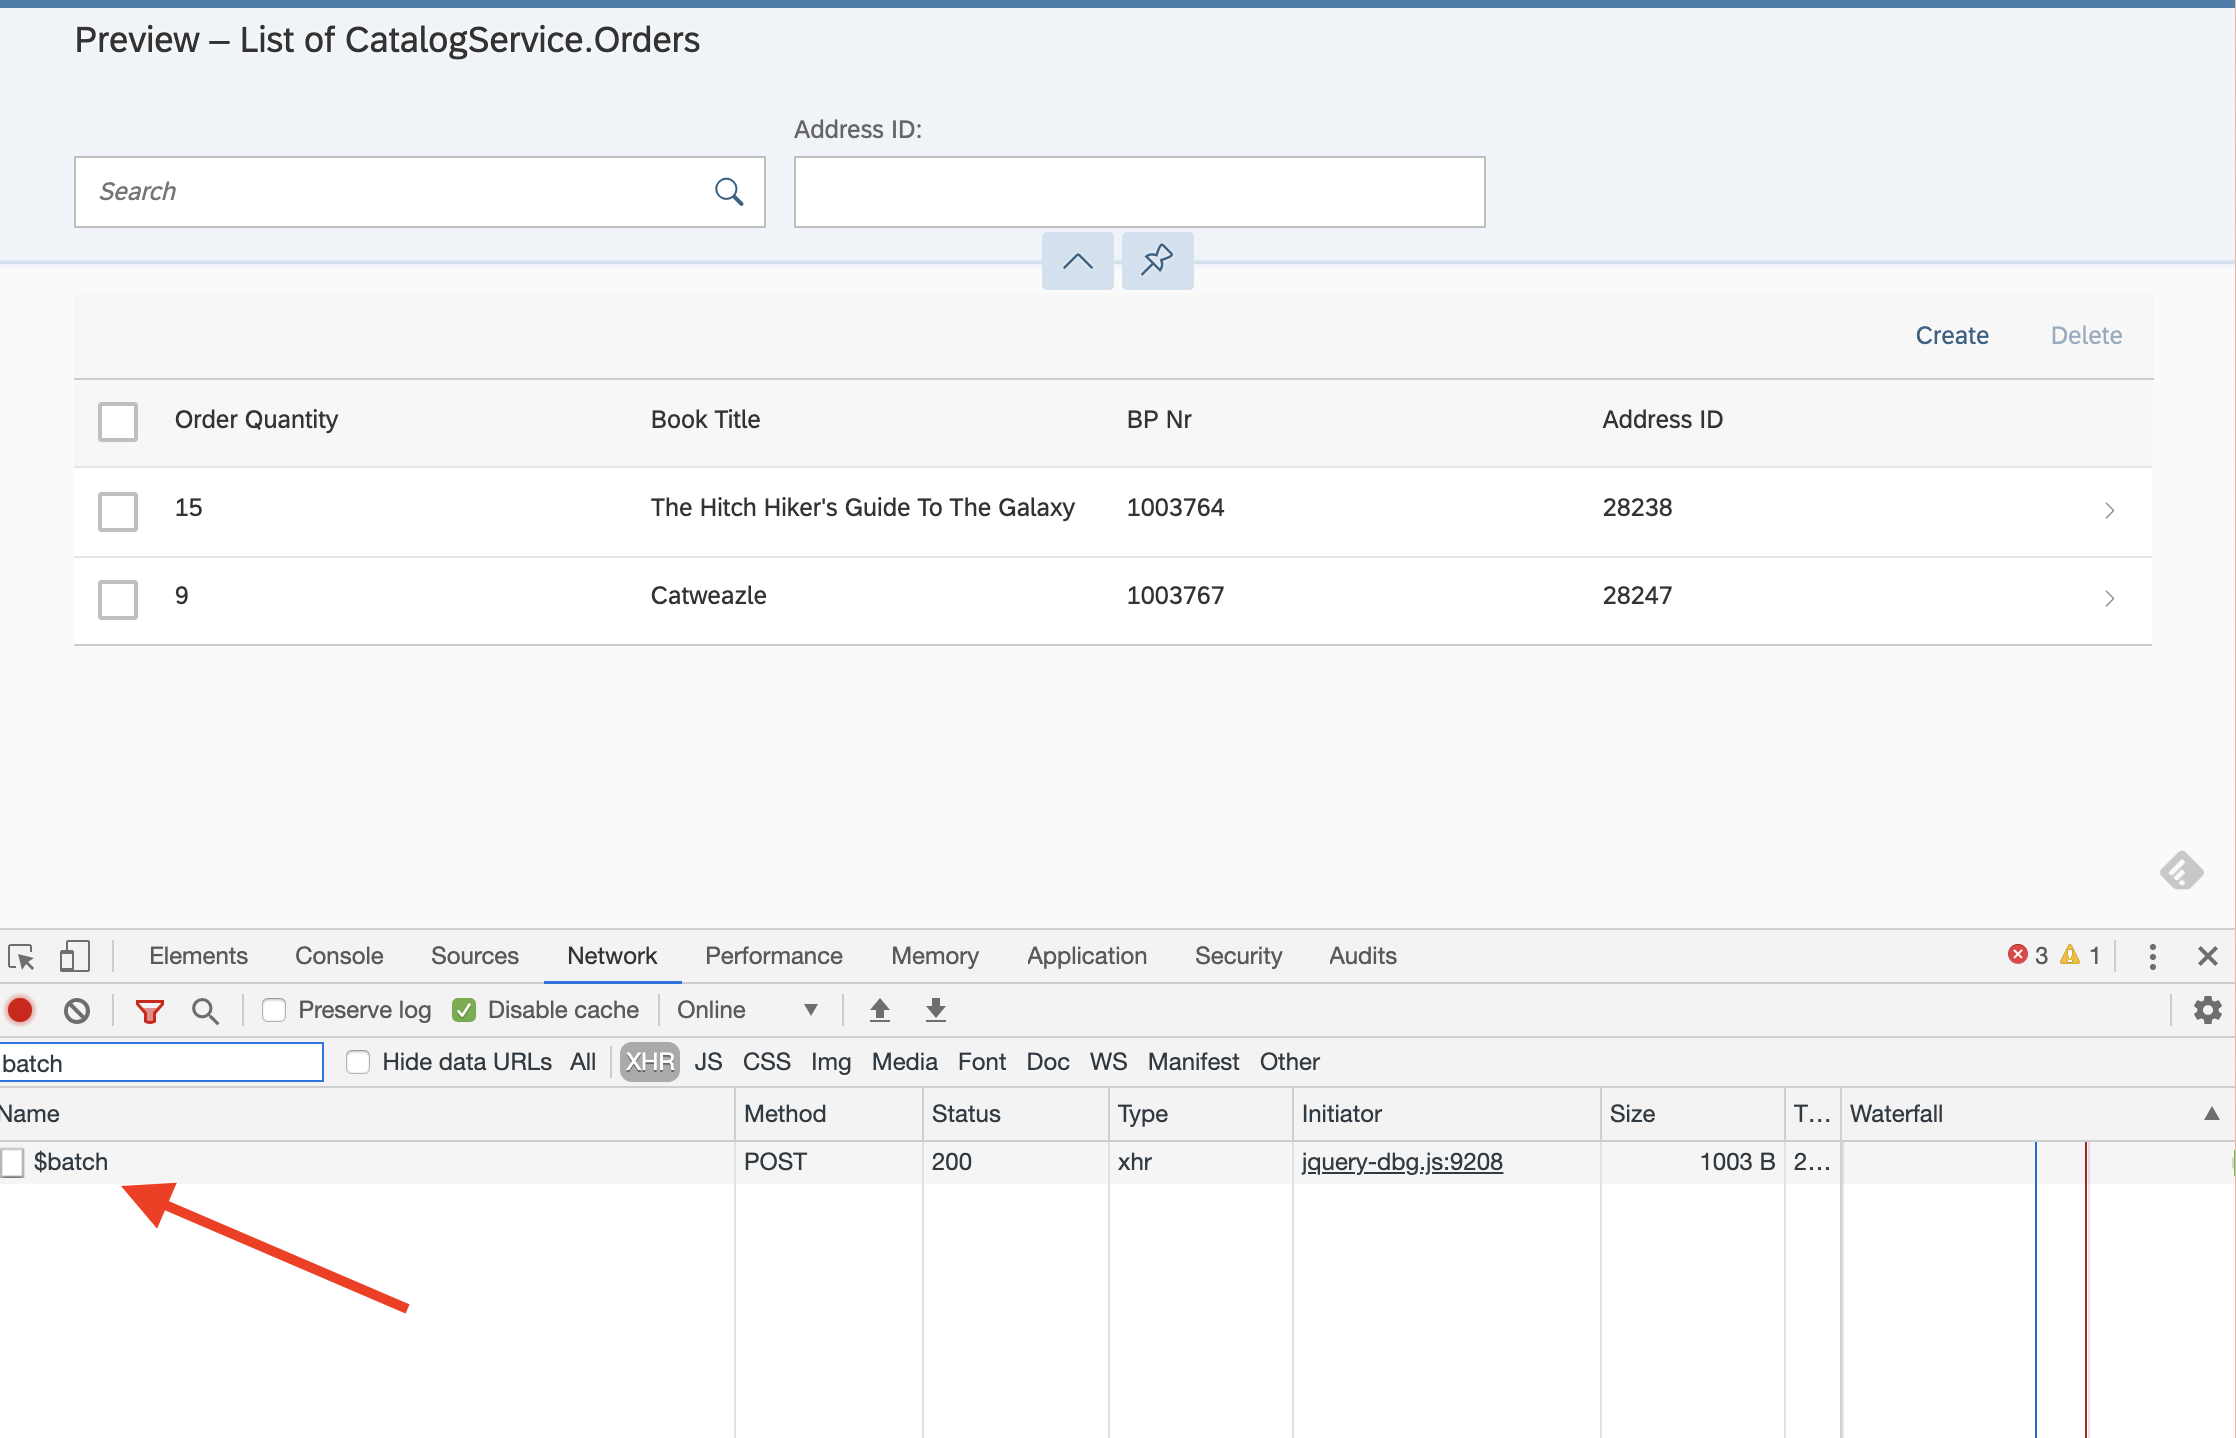 Preview – List of CatalogService.Orders
Address ID:
Search
Create Delete
Order Quantity Book Title BP Nr Address ID
15 The Hitch Hiker's Guide To The Galaxy 1003764 28238
9 Catweazle 1003767 28247
Elements Console Sources Network Performance Memory Application Security Audits 3 1
Preserve log Disable cache Online
batch Hide data URLs All XHR JS CSS Img Media Font Doc WS Manifest Other
Name Method Status Type Initiator Size T... Waterfall
$batch POST 200 xhr jquery-dbg.js:9208 1003 B 2...